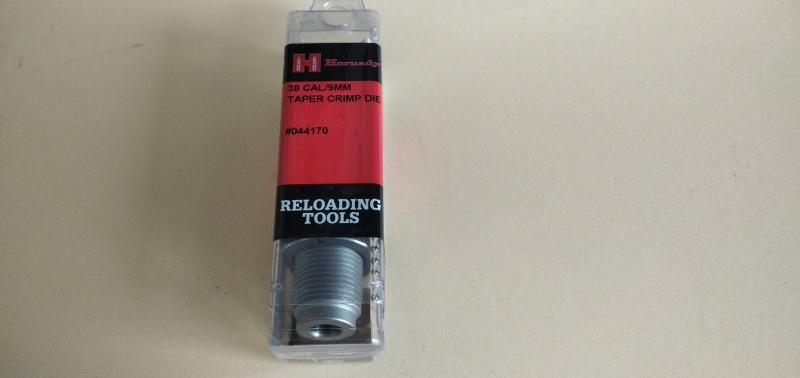 H Hornady
38 CAL/9MM
TAPER CRIMP DIE
#044170
RELOADING
TOOLS